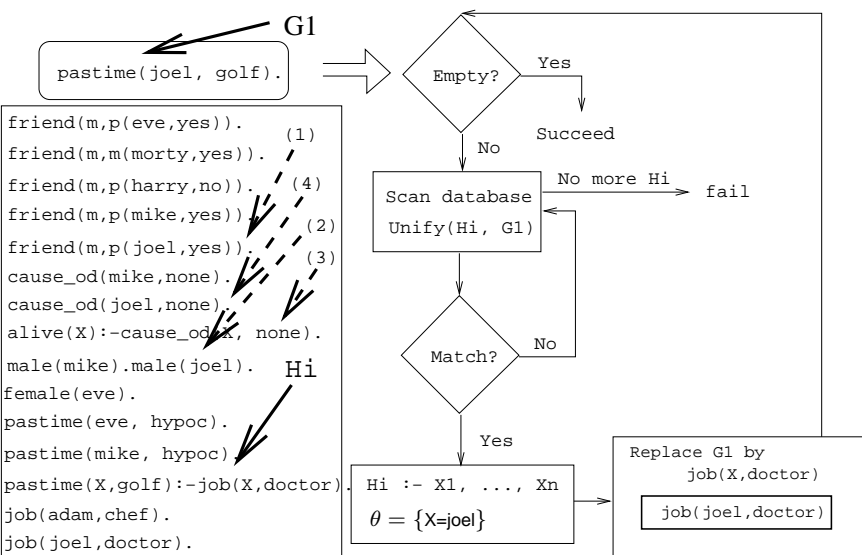 G1
pastime(joel, golf).
friend(m,p(eve,yes)).
(1)
friend(m,m(morty,yes)).
friend(m,p(harry,no)).
(4)
friend(m,p(mike,yes)).
(2)
friend(m,p(joel,yes)).
(3)
cause_od(mike,none).
cause_od(joel,none).
alive(X):-cause_od(X, none).
male(mike).male(joel).
Hi
female(eve).
pastime(eve, hypoc).
pastime(mike, hypoc).
pastime(X,golf):-job(X,doctor).
job(adam,chef).
job(joel,doctor).
Empty?
Yes
Succeed
No
Scan database
Unify(Hi, G1)
No more Hi
fail
Match?
No
Yes
Hi :- X1, ..., Xn
θ = {X=joel}
Replace G1 by
job(X,doctor)
job(joel,doctor)